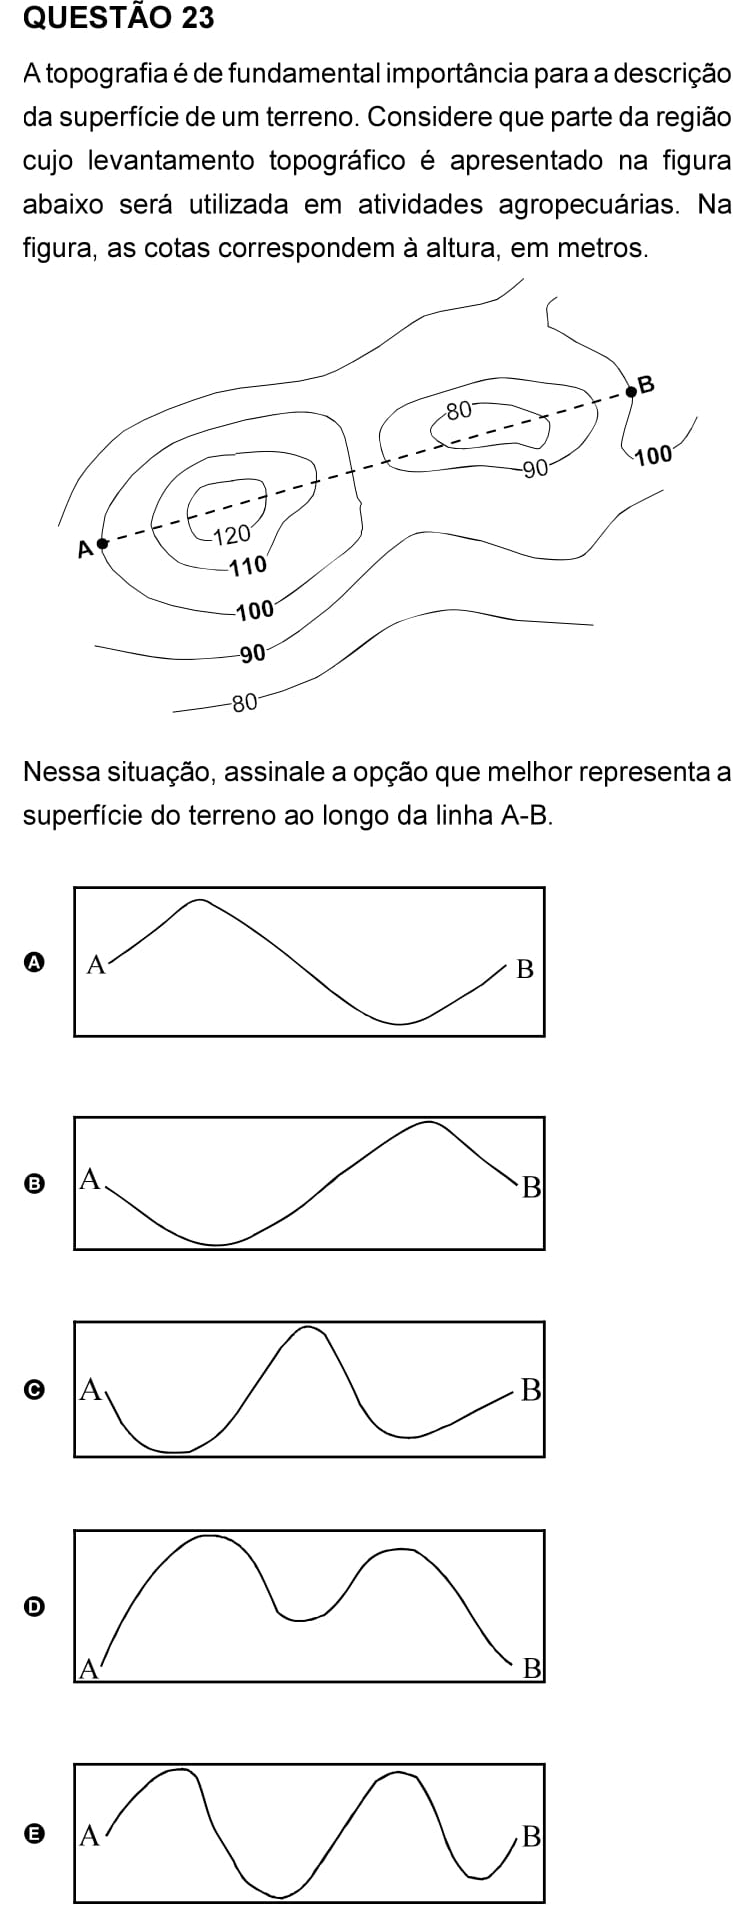 QUESTÃO 23
A topografia é de fundamental importância para a descrição
da superfície de um terreno. Considere que parte da região
cujo levantamento topográfico é apresentado na figura
abaixo será utilizada em atividades agropecuárias. Na
figura, as cotas correspondem à altura, em metros.
B
80
100
90
A
120
110
100
90
80
Nessa situação, assinale a opção que melhor representa a
superfície do terreno ao longo da linha A-B.
A A B
B A B
C A B
D A B
E A B